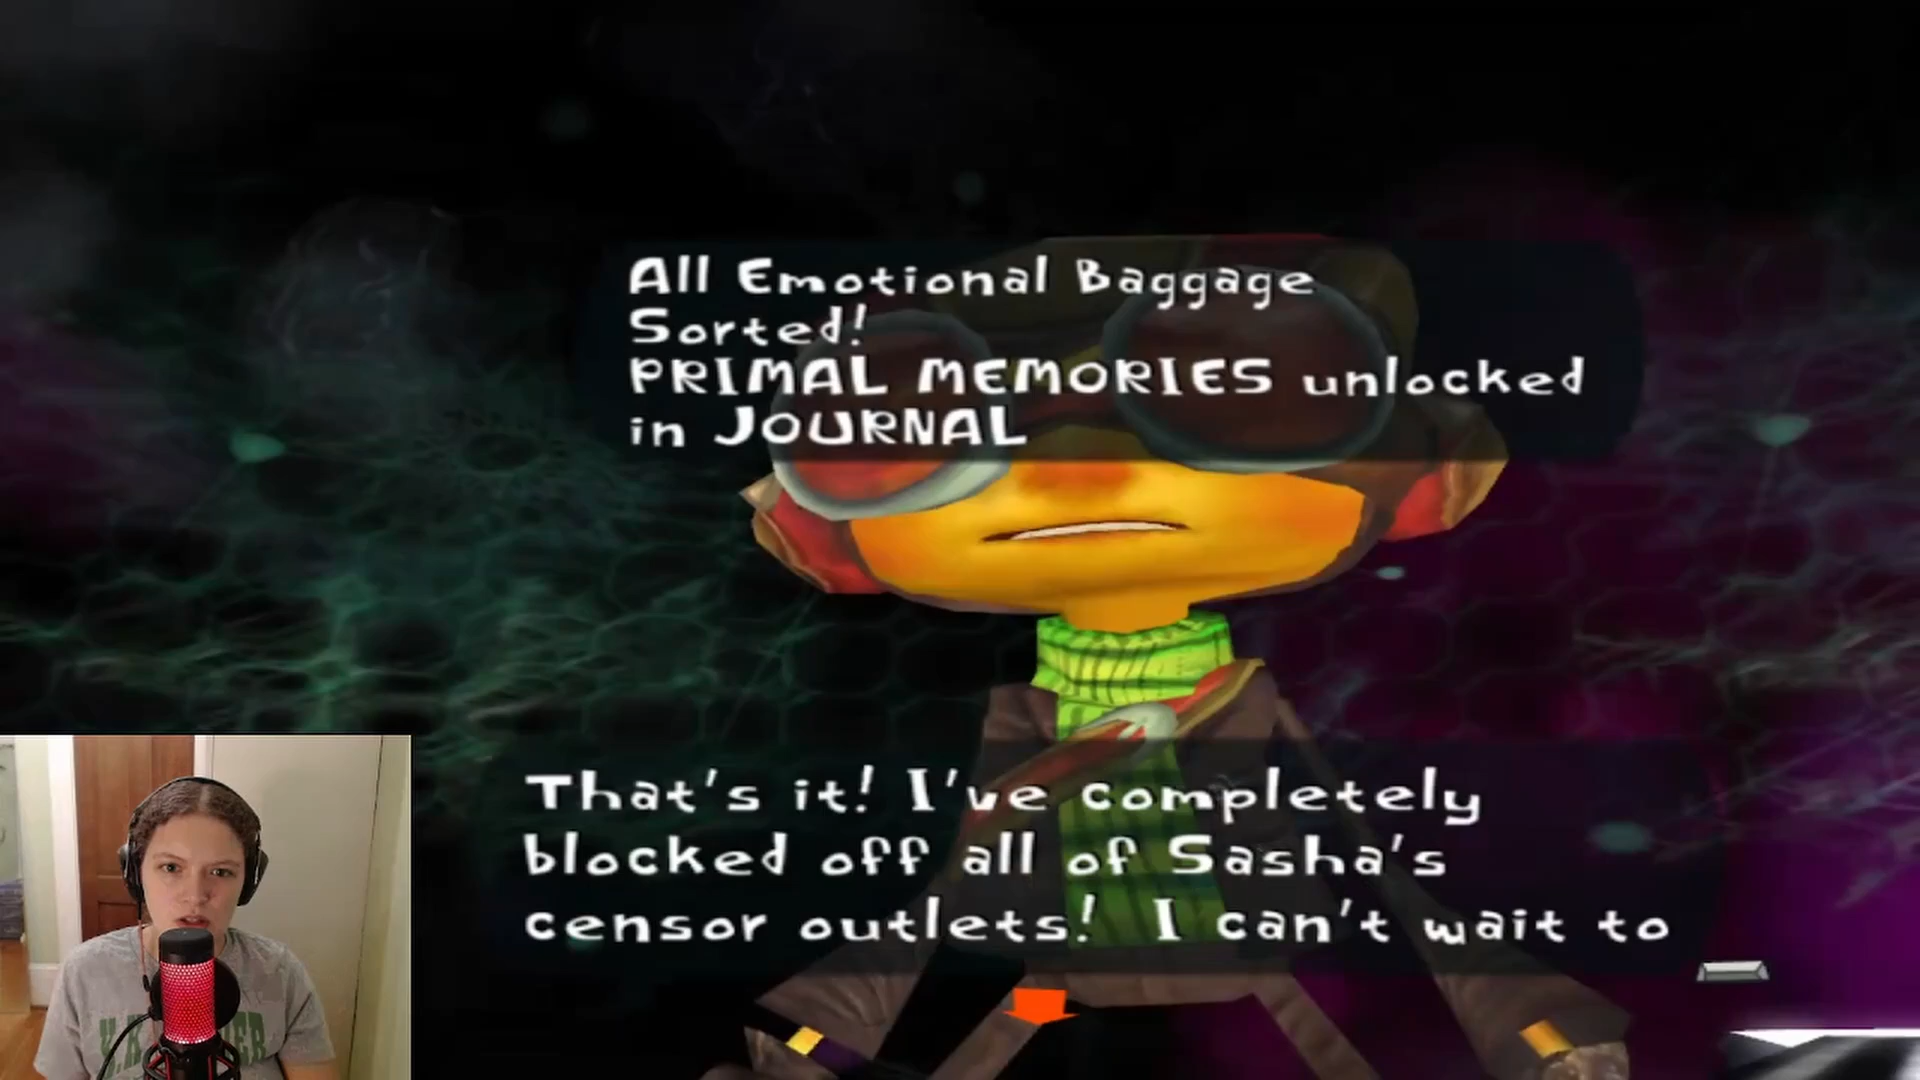 All Emotional Baggage
Sorted!
PRIMAL MEMORIES unlocked
in JOURNAL
That's it! I've completely
blocked off all of Sasha's
censor outlets! I can't wait to